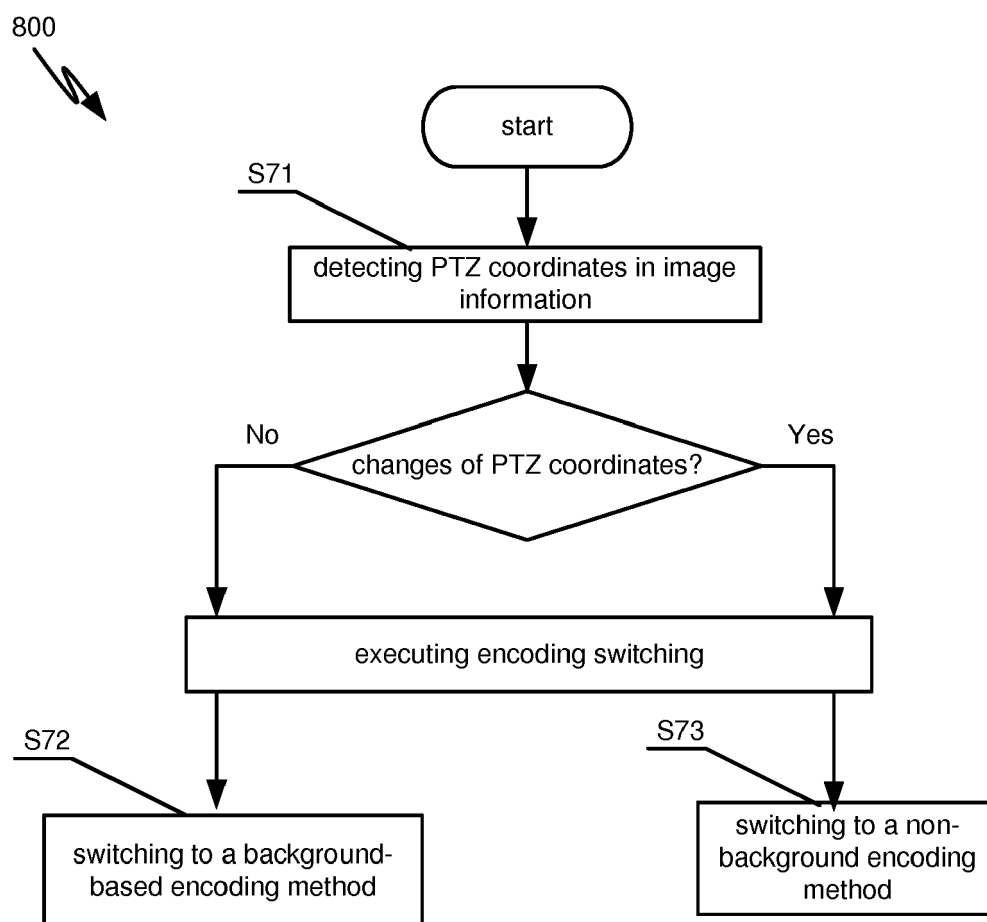 800
start
S71
detecting PTZ coordinates in image
information
No
Yes
changes of PTZ coordinates?
executing encoding switching
S72
S73
switching to a background-
based encoding method
switching to a non-
background encoding
method